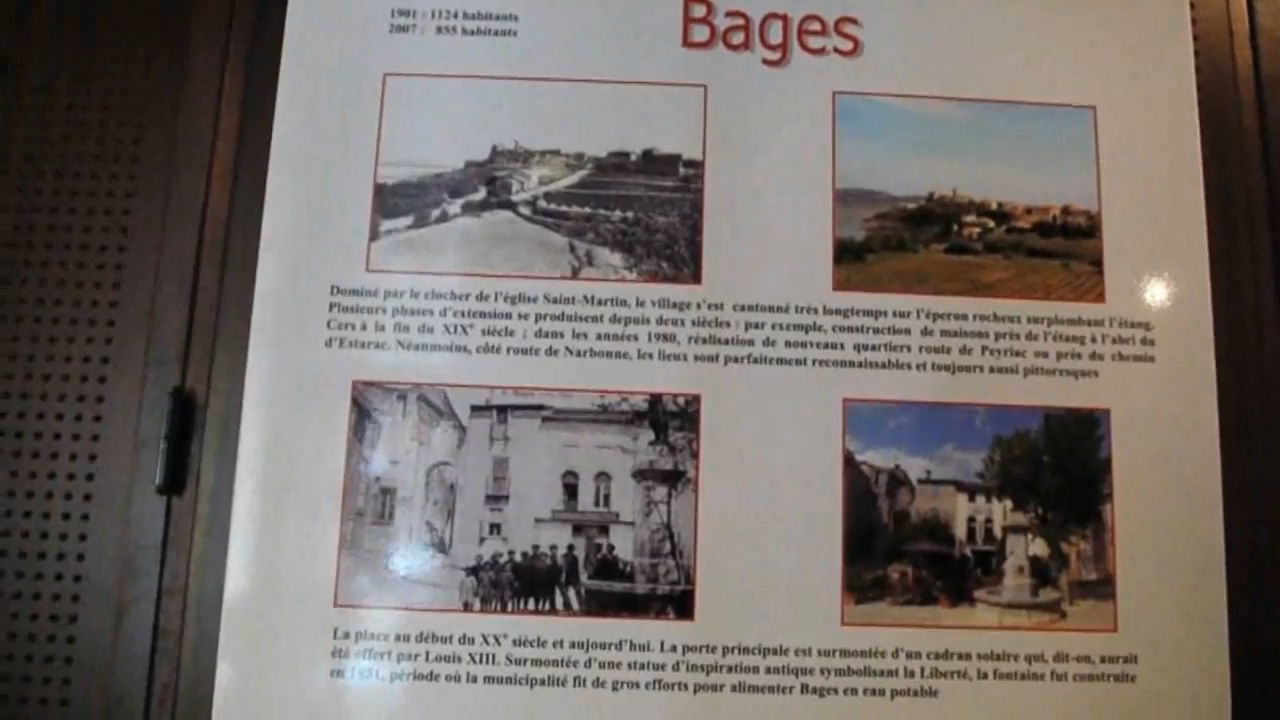 1901 : 1124 habitants
2007 : 855 habitants
Bages
Dominé par le clocher de l'église Saint-Martin, le village s'est cantonné très longtemps sur l'éperon rocheux surplombant l'étang.
Plusieurs phases d'extension se produisent depuis deux siècles : par exemple, construction de maisons près de l'étang à l'abri du
Cers à la fin du XIXe siècle ; dans les années 1980, réalisation de nouveaux quartiers route de Peyriac ou près du chemin
d'Estarac. Néanmoins, côté route de Narbonne, les lieux sont parfaitement reconnaissables et toujours aussi pittoresques
La place au début du XXe siècle et aujourd'hui. La porte principale est surmontée d'un cadran solaire qui, dit-on, aurait
été offert par Louis XIII. Surmontée d'une statue d'inspiration antique symbolisant la Liberté, la fontaine fut construite
en période où la municipalité fit de gros efforts pour alimenter Bages en eau potable